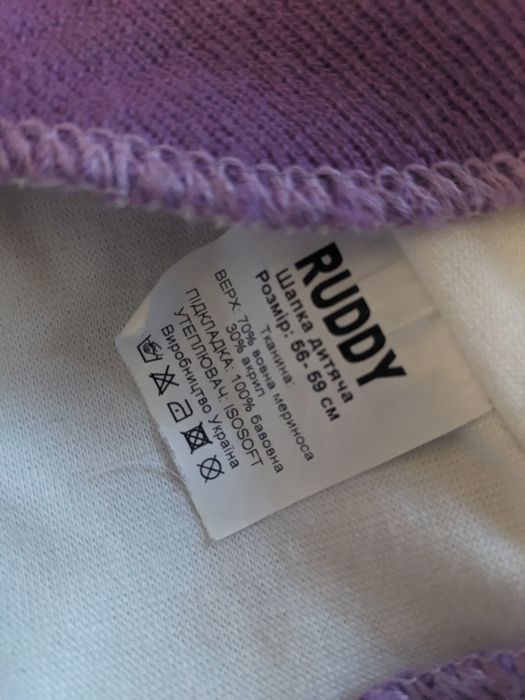 RUDDY
Шапка дитяча
Розмір: 56-59 см
Тканина:
ВЕРХ: 70% вовна мериноса
30% акрил
ПІДКЛАДКА: 100% бавовна
УТЕПЛЮВАЧ: ISOSOFT
Виробництво Україна